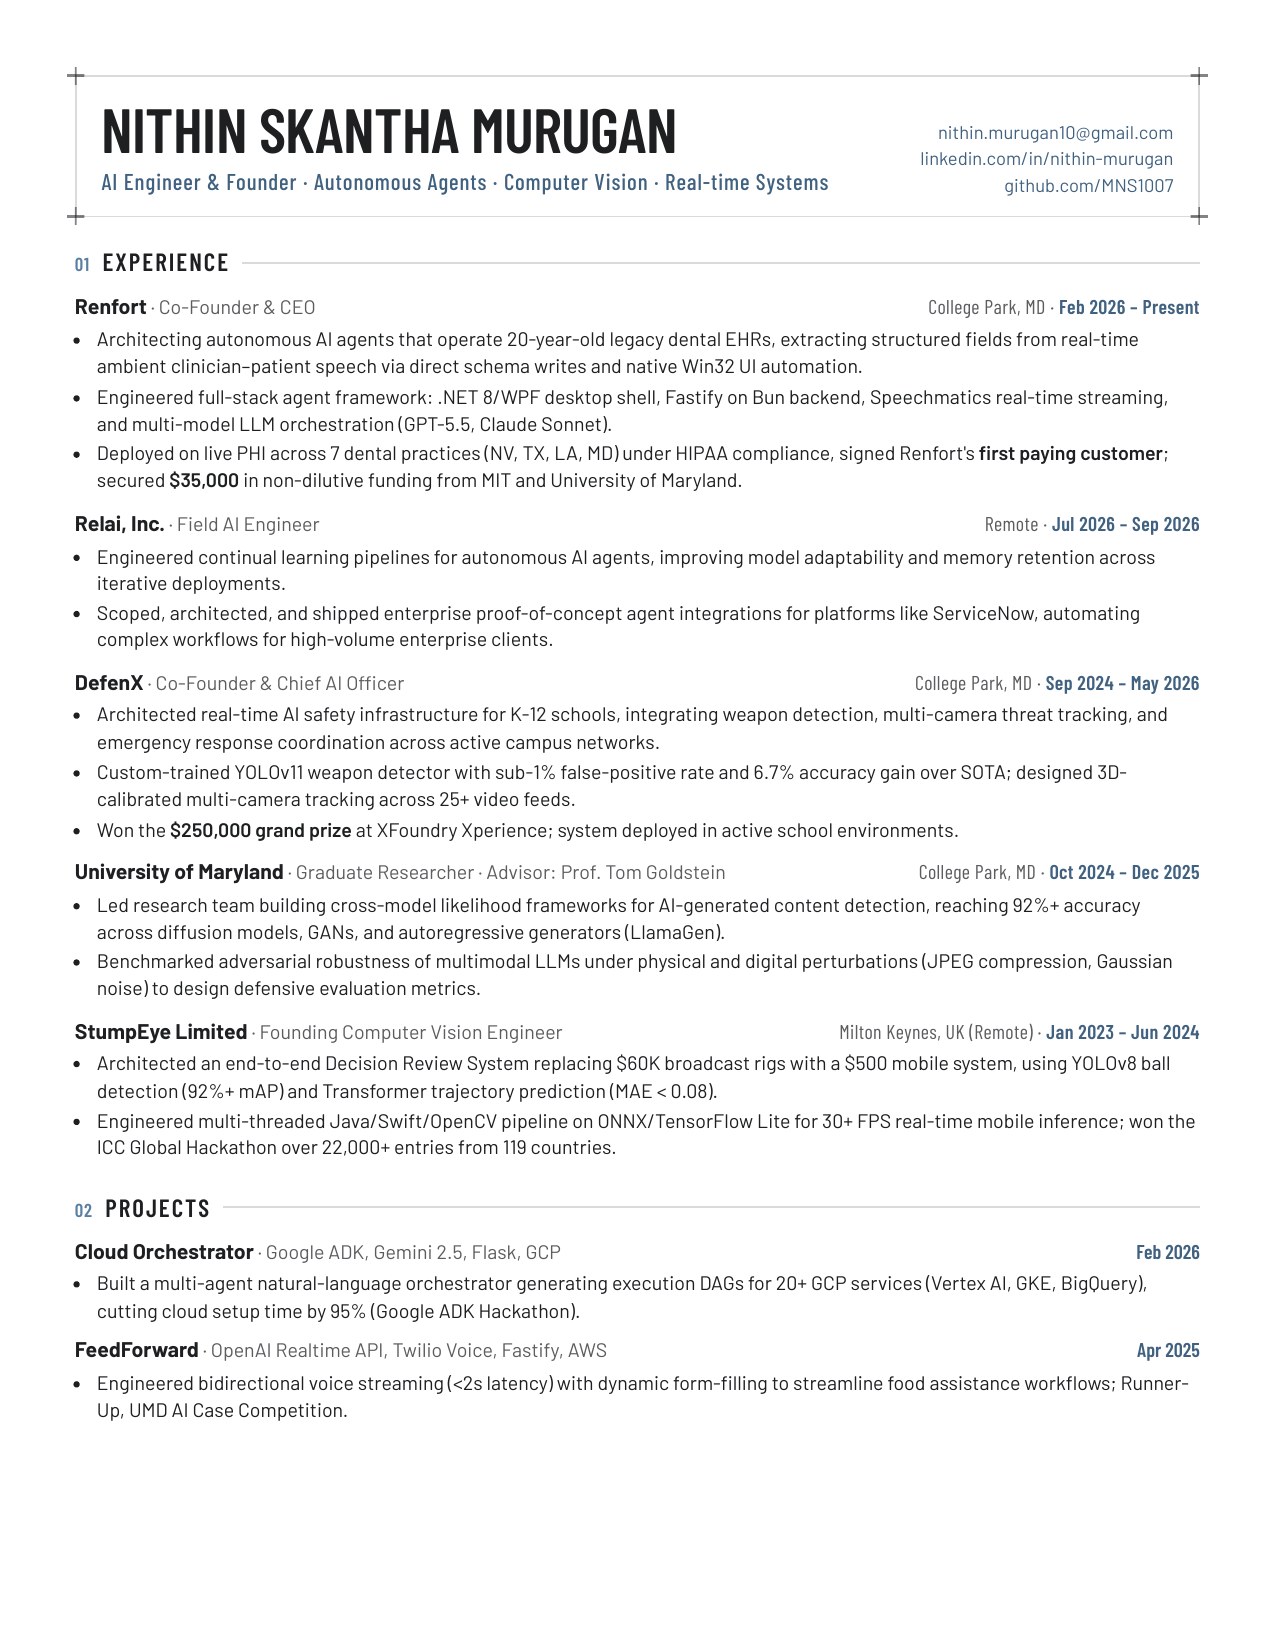 NITHIN SKANTHA MURUGAN
AI Engineer & Founder · Autonomous Agents · Computer Vision · Real-time Systems
nithin.murugan10@gmail.com
linkedin.com/in/nithin-murugan
github.com/MNS1007
01 EXPERIENCE
Renfort · Co-Founder & CEO College Park, MD · Feb 2026 – Present
• Architecting autonomous AI agents that operate 20-year-old legacy dental EHRs, extracting structured fields from real-time
ambient clinician–patient speech via direct schema writes and native Win32 UI automation.
• Engineered full-stack agent framework: .NET 8/WPF desktop shell, Fastify on Bun backend, Speechmatics real-time streaming,
and multi-model LLM orchestration (GPT-5.5, Claude Sonnet).
• Deployed on live PHI across 7 dental practices (NV, TX, LA, MD) under HIPAA compliance, signed Renfort's first paying customer;
secured $35,000 in non-dilutive funding from MIT and University of Maryland.
Relai, Inc. · Field AI Engineer Remote · Jul 2026 – Sep 2026
• Engineered continual learning pipelines for autonomous AI agents, improving model adaptability and memory retention across
iterative deployments.
• Scoped, architected, and shipped enterprise proof-of-concept agent integrations for platforms like ServiceNow, automating
complex workflows for high-volume enterprise clients.
DefenX · Co-Founder & Chief AI Officer College Park, MD · Sep 2024 – May 2026
• Architected real-time AI safety infrastructure for K-12 schools, integrating weapon detection, multi-camera threat tracking, and
emergency response coordination across active campus networks.
• Custom-trained YOLOv11 weapon detector with sub-1% false-positive rate and 6.7% accuracy gain over SOTA; designed 3D-
calibrated multi-camera tracking across 25+ video feeds.
• Won the $250,000 grand prize at XFoundry Xperience; system deployed in active school environments.
University of Maryland · Graduate Researcher · Advisor: Prof. Tom Goldstein College Park, MD · Oct 2024 – Dec 2025
• Led research team building cross-model likelihood frameworks for AI-generated content detection, reaching 92%+ accuracy
across diffusion models, GANs, and autoregressive generators (LlamaGen).
• Benchmarked adversarial robustness of multimodal LLMs under physical and digital perturbations (JPEG compression, Gaussian
noise) to design defensive evaluation metrics.
StumpEye Limited · Founding Computer Vision Engineer Milton Keynes, UK (Remote) · Jan 2023 – Jun 2024
• Architected an end-to-end Decision Review System replacing $60K broadcast rigs with a $500 mobile system, using YOLOv8 ball
detection (92%+ mAP) and Transformer trajectory prediction (MAE < 0.08).
• Engineered multi-threaded Java/Swift/OpenCV pipeline on ONNX/TensorFlow Lite for 30+ FPS real-time mobile inference; won the
ICC Global Hackathon over 22,000+ entries from 119 countries.
02 PROJECTS
Cloud Orchestrator · Google ADK, Gemini 2.5, Flask, GCP Feb 2026
• Built a multi-agent natural-language orchestrator generating execution DAGs for 20+ GCP services (Vertex AI, GKE, BigQuery),
cutting cloud setup time by 95% (Google ADK Hackathon).
FeedForward · OpenAI Realtime API, Twilio Voice, Fastify, AWS Apr 2025
• Engineered bidirectional voice streaming (<2s latency) with dynamic form-filling to streamline food assistance workflows; Runner-
Up, UMD AI Case Competition.